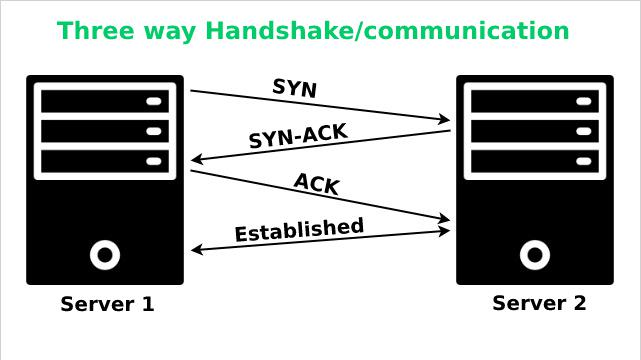 Three way Handshake/communication
SYN
SYN-ACK
ACK
Established
Server 1
Server 2